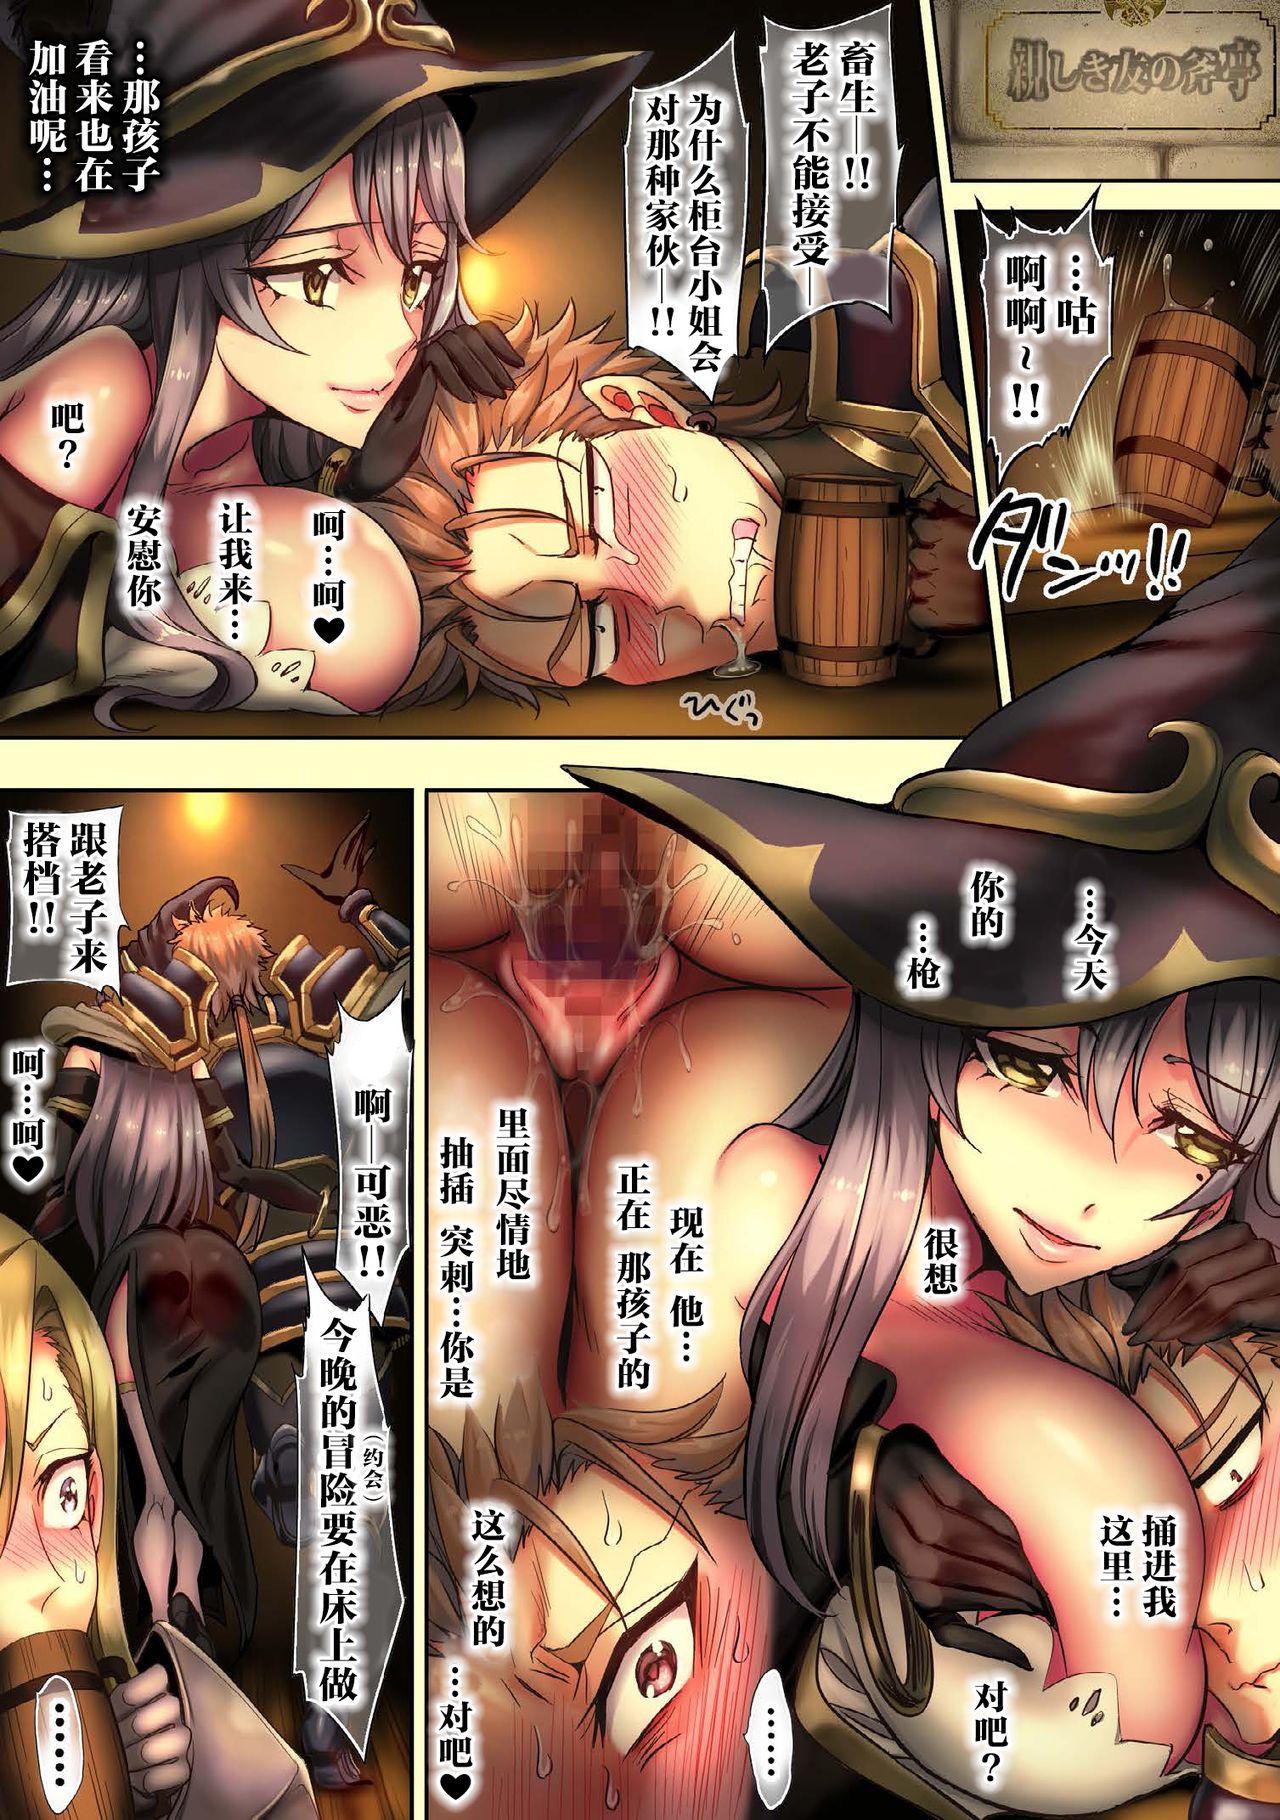 親しき友の斧亭
…咕
啊啊~!!
ダンッ!!
畜生—!!
老子不能接受—
为什么柜台小姐会
对那种家伙—!!
…那孩子
看来也在
加油呢…
呵…呵♥
让我来…
安慰你
吧?
ひぐっ
…今天
你的
…枪
很想
捅进我
这里…
对吧?
现在 他…
正在 那孩子的
里面尽情地
抽插 突刺…你是
这么想的
…对吧♥
……
跟老子来
搭档!!
呵…呵♥
啊—可恶!!
今晚的冒险要在床上做
(约会)
……